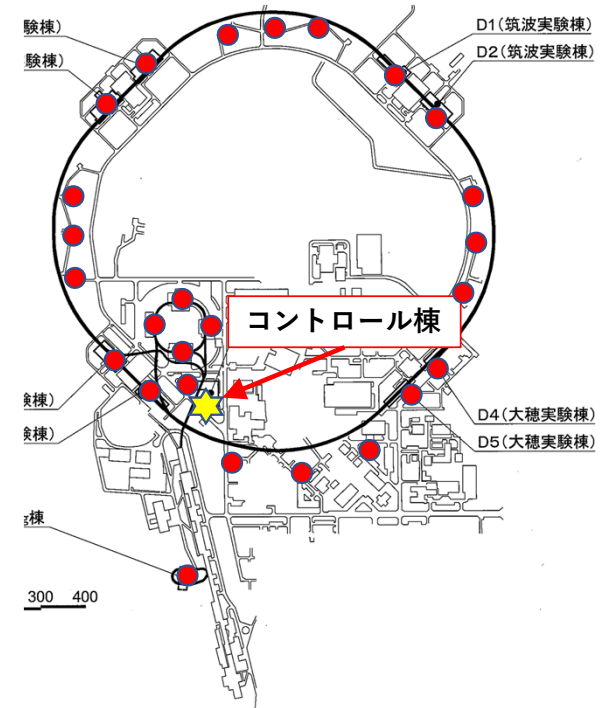 験棟）
D1（筑波実験棟）
験棟）
D2（筑波実験棟）
コントロール棟
験棟）
D4（大穂実験棟）
験棟）
D5（大穂実験棟）
棟
300 400